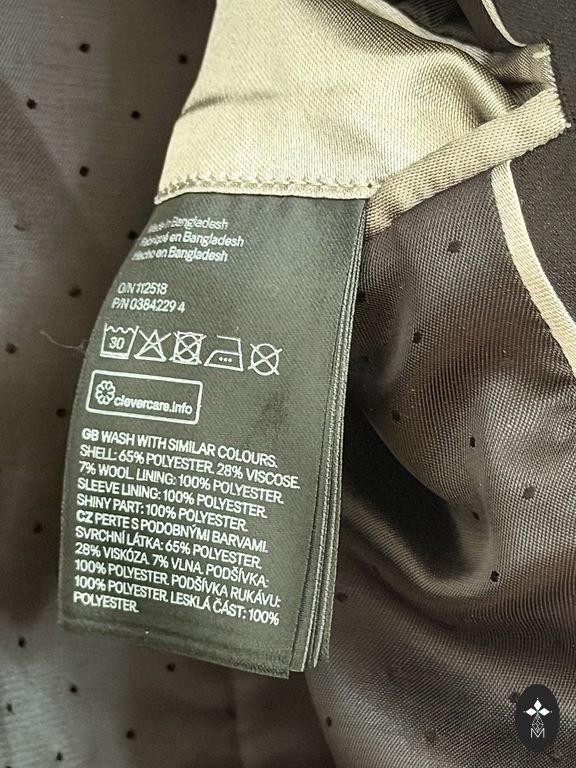 Made in Bangladesh
Fabriqué en Bangladesh
Hecho en Bangladesh
O/N 112518
P/N 0384229 4
30
clevercare.info
GB WASH WITH SIMILAR COLOURS.
SHELL: 65% POLYESTER. 28% VISCOSE.
7% WOOL. LINING: 100% POLYESTER.
SLEEVE LINING: 100% POLYESTER.
SHINY PART: 100% POLYESTER.
CZ PERTE S PODOBNÝMI BARVAMI.
SVRCHNÍ LÁTKA: 65% POLYESTER.
28% VISKÓZA. 7% VLNA. PODŠÍVKA:
100% POLYESTER. PODŠÍVKA RUKÁVU:
100% POLYESTER. LESKLÁ ČÁST: 100%
POLYESTER.
M